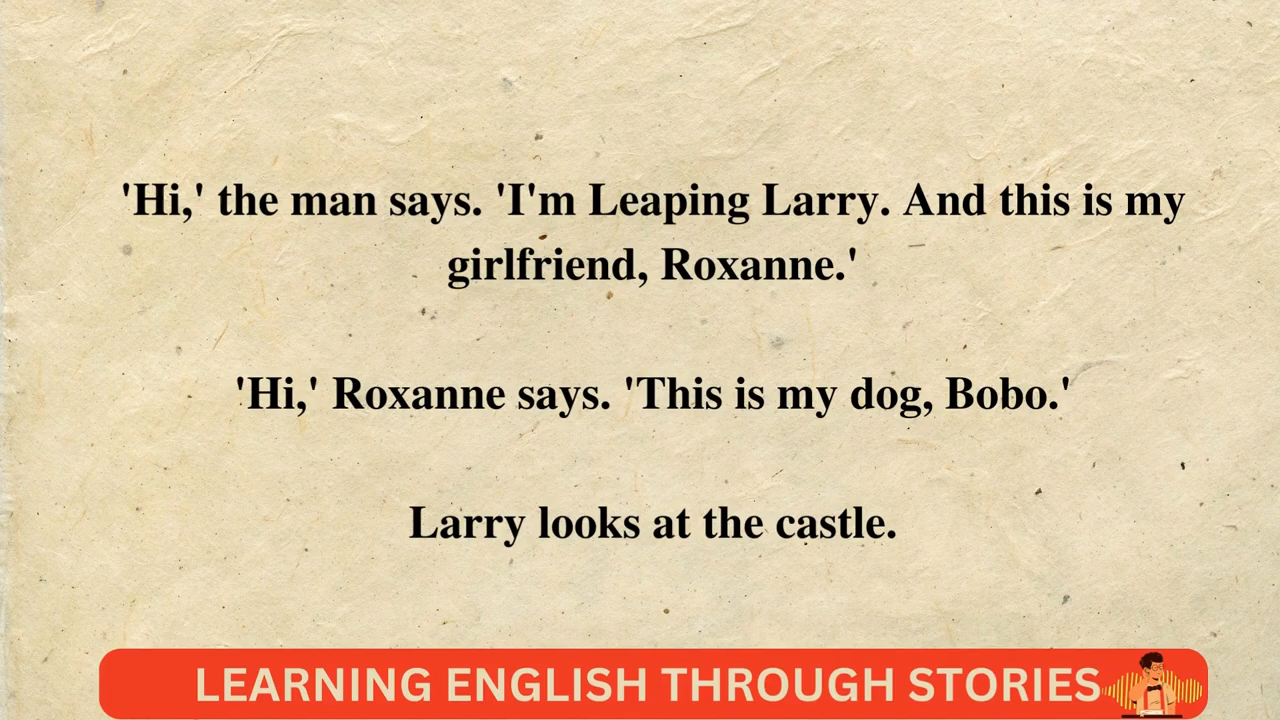 'Hi,' the man says. 'I'm Leaping Larry. And this is my
girlfriend, Roxanne.'
'Hi,' Roxanne says. 'This is my dog, Bobo.'
Larry looks at the castle.
LEARNING ENGLISH THROUGH STORIES